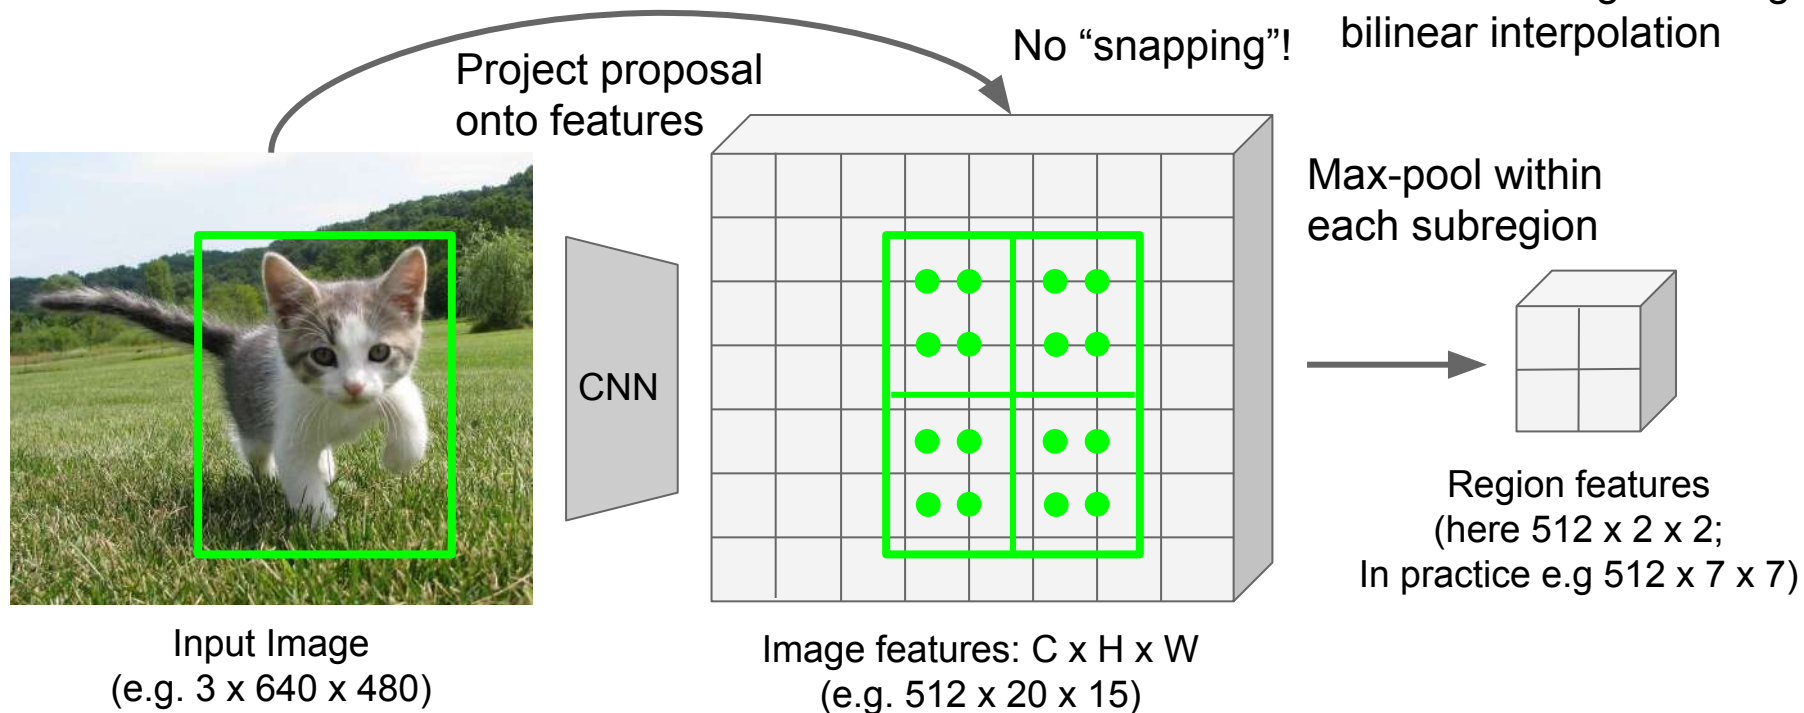 No “snapping”!
bilinear interpolation
Project proposal
onto features
Max-pool within
each subregion
CNN
Region features
(here 512 x 2 x 2;
In practice e.g 512 x 7 x 7)
Input Image
(e.g. 3 x 640 x 480)
Image features: C x H x W
(e.g. 512 x 20 x 15)